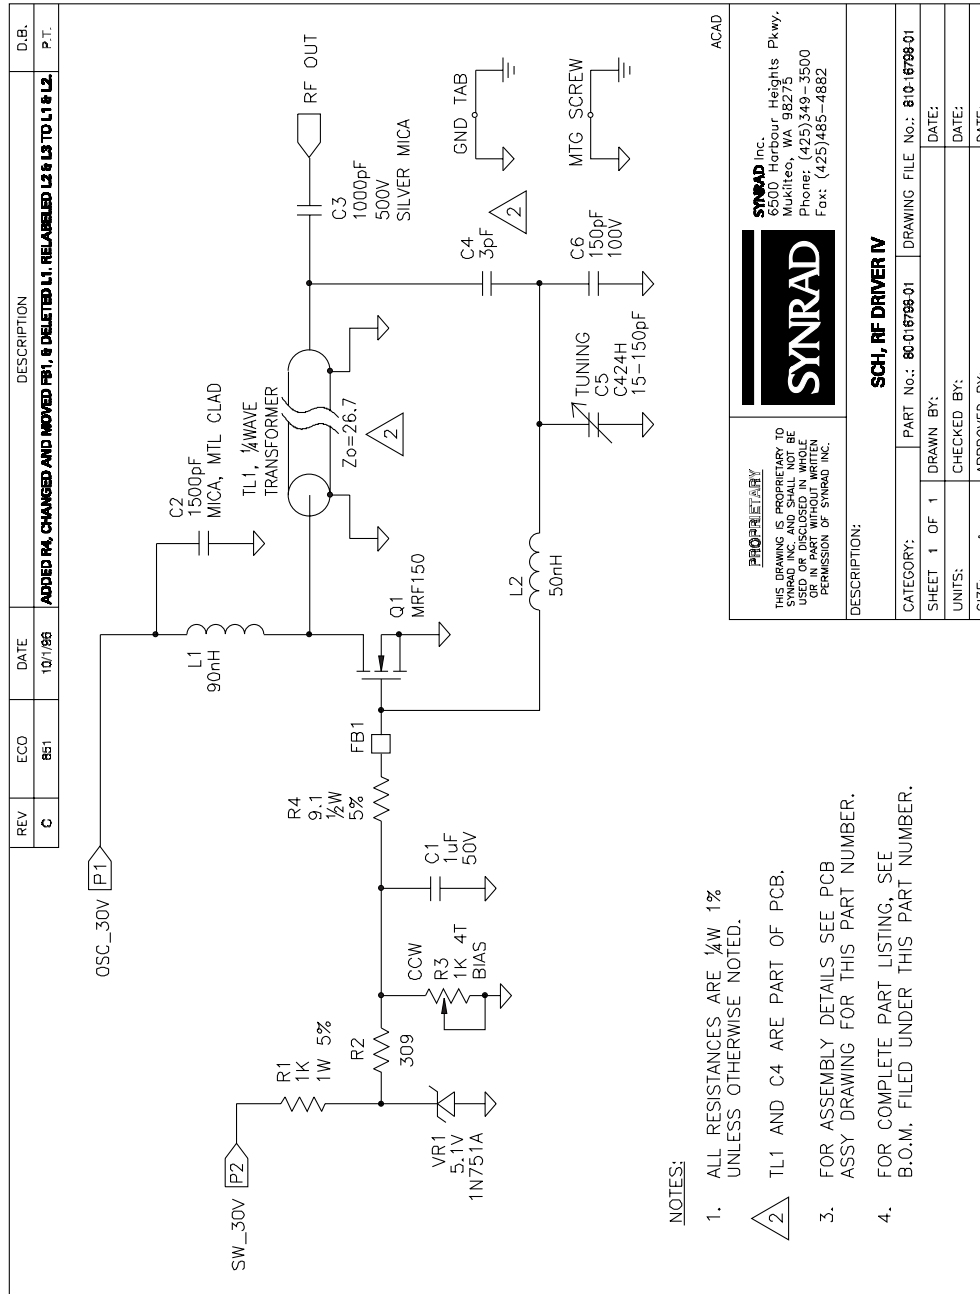 REV ECO DATE DESCRIPTION D.B.
C 851 10/1/96 ADDED R4, CHANGED AND MOVED FB1, & DELETED L1. RELABELED L2 & L3 TO L1 & L2. P.T.
OSC_30V P1
SW_30V P2
R1
1K
1W 5%
R2
309
VR1
5.1V
1N751A
CCW
R3
1K 4T
BIAS
C1
1uF
50V
R4
9.1
½W
5%
FB1
L1
90nH
Q1
MRF150
C2
1500pF
MICA, MTL CLAD
TL1, ¼WAVE
TRANSFORMER
Zo=26.7
2
L2
50nH
RF OUT
C3
1000pF
500V
SILVER MICA
C4
3pF
2
TUNING
C5
C424H
15-150pF
C6
150pF
100V
GND TAB
MTG SCREW
NOTES:
1. ALL RESISTANCES ARE ¼W 1%
UNLESS OTHERWISE NOTED.
2 TL1 AND C4 ARE PART OF PCB.
3. FOR ASSEMBLY DETAILS SEE PCB
ASSY DRAWING FOR THIS PART NUMBER.
4. FOR COMPLETE PART LISTING, SEE
B.O.M. FILED UNDER THIS PART NUMBER.
ACAD
PROPRIETARY
THIS DRAWING IS PROPRIETARY TO
SYNRAD INC. AND SHALL NOT BE
USED OR DISCLOSED IN WHOLE
OR IN PART WITHOUT WRITTEN
PERMISSION OF SYNRAD INC.
SYNRAD
SYNRAD Inc.
6500 Harbour Heights Pkwy.
Mukilteo, WA 98275
Phone: (425)349-3500
Fax: (425)485-4882
DESCRIPTION:
SCH, RF DRIVER IV
CATEGORY: PART No.: 80-016798-01 DRAWING FILE No.: 810-16798-01
SHEET 1 OF 1 DRAWN BY: DATE:
UNITS: CHECKED BY: DATE: